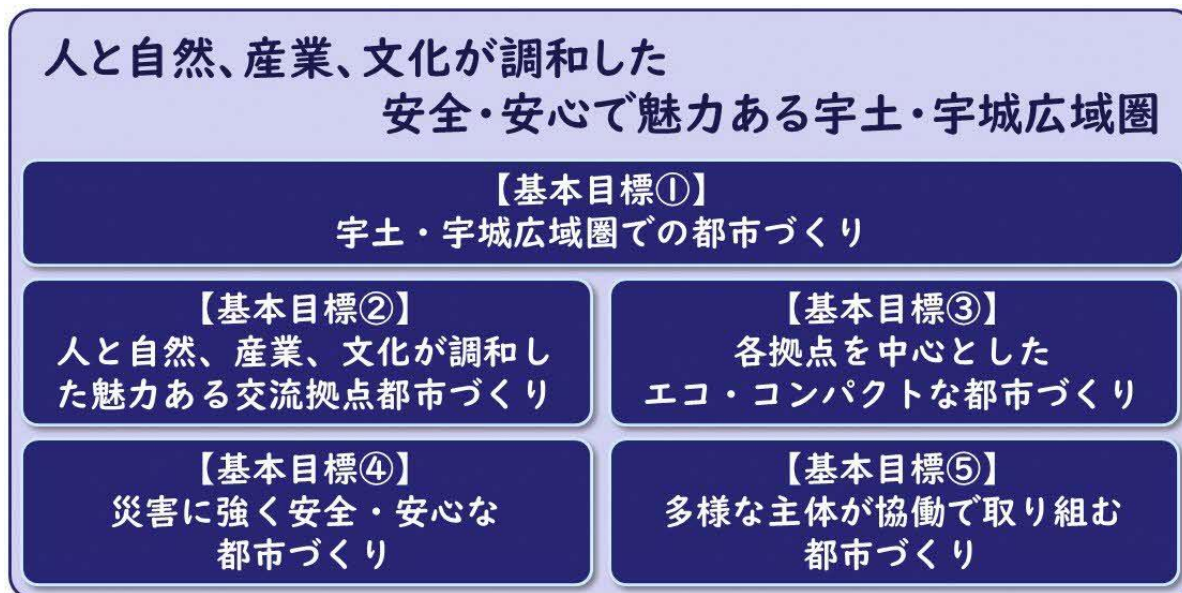 人と自然、産業、文化が調和した
安全・安心で魅力ある宇土・宇城広域圏
【基本目標①】
宇土・宇城広域圏での都市づくり
【基本目標②】
人と自然、産業、文化が調和し
た魅力ある交流拠点都市づくり
【基本目標③】
各拠点を中心とした
エコ・コンパクトな都市づくり
【基本目標④】
災害に強く安全・安心な
都市づくり
【基本目標⑤】
多様な主体が協働で取り組む
都市づくり